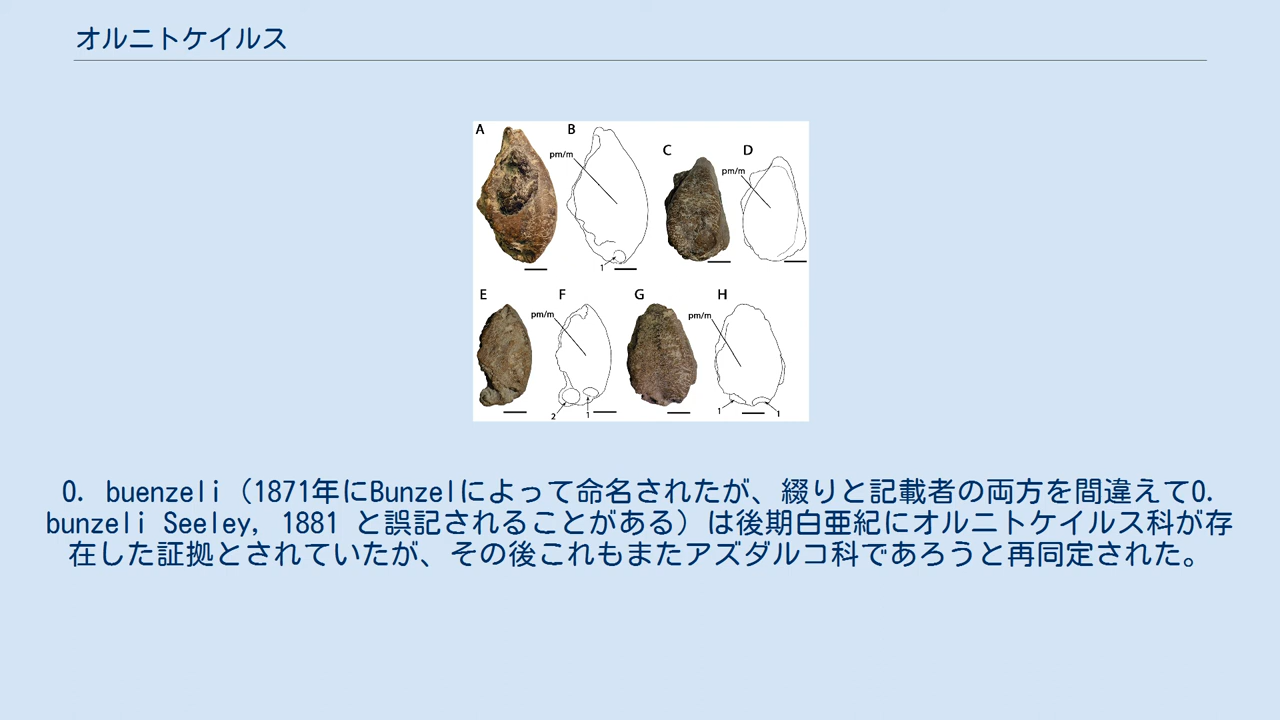 オルニトケイルス
A B C D
pm/m pm/m
1
E F G H
pm/m pm/m
2 1 1 1
O. buenzeli（1871年にBunzelによって命名されたが、綴りと記載者の両方を間違えてO.
bunzeli Seeley, 1881 と誤記されることがある）は後期白亜紀にオルニトケイルス科が存
在した証拠とされていたが、その後これもまたアズダルコ科であろうと再同定された。